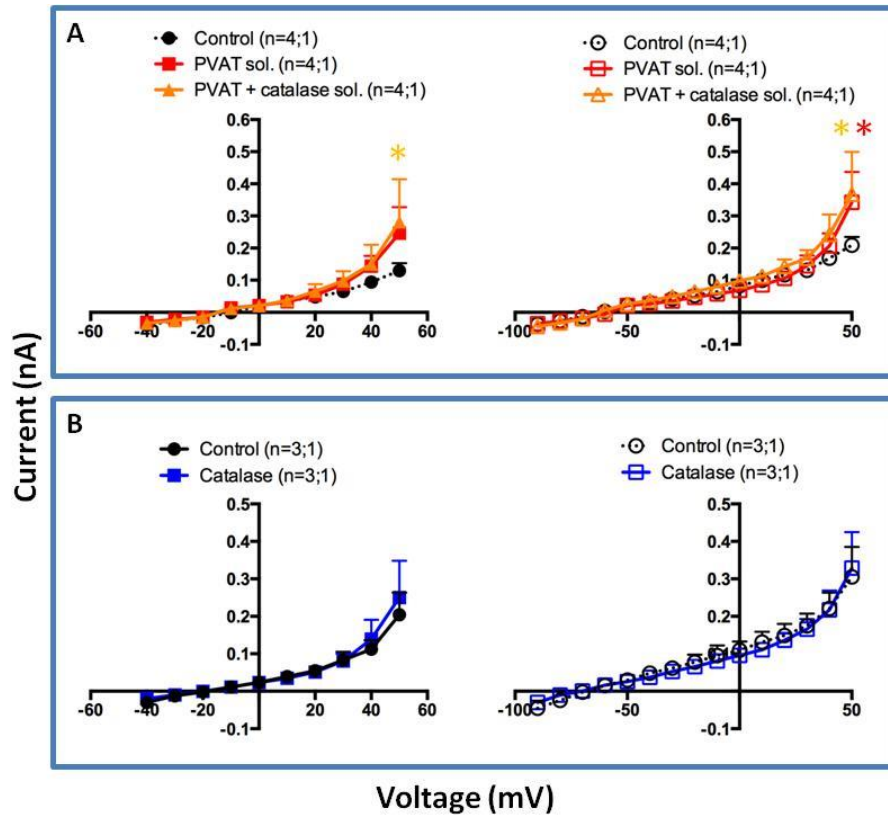 A
Control (n=4;1)
PVAT sol. (n=4;1)
PVAT + catalase sol. (n=4;1)
0.6
0.5
0.4
0.3
0.2
0.1
-0.1
-60 -40 -20 20 40 60
* 
Control (n=4;1)
PVAT sol. (n=4;1)
PVAT + catalase sol. (n=4;1)
0.6
0.5
0.4
0.3
0.2
0.1
-0.1
-100 -50 50
* *
B
Control (n=3;1)
Catalase (n=3;1)
0.5
0.4
0.3
0.2
0.1
-0.1
-60 -40 -20 20 40 60
Control (n=3;1)
Catalase (n=3;1)
0.5
0.4
0.3
0.2
0.1
-0.1
-100 -50 50
Current (nA)
Voltage (mV)